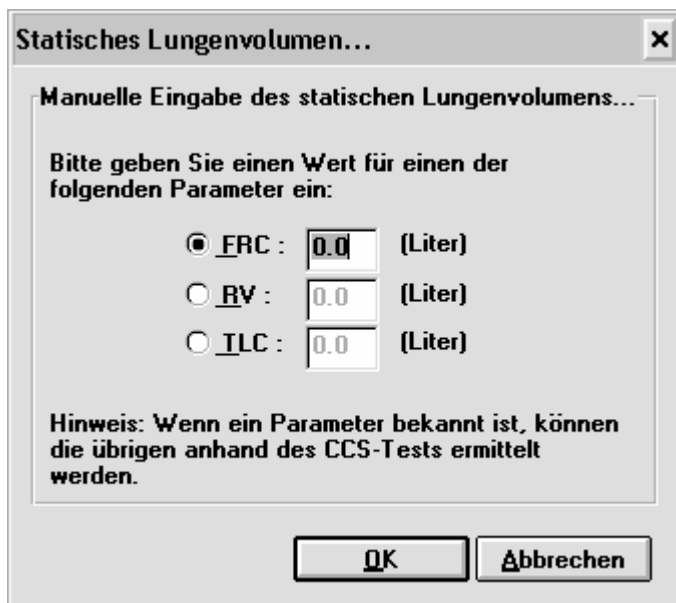 Statisches Lungenvolumen...
Manuelle Eingabe des statischen Lungenvolumens...
Bitte geben Sie einen Wert für einen der
folgenden Parameter ein:
FRC : 0.0 (Liter)
RV : 0.0 (Liter)
TLC : 0.0 (Liter)
Hinweis: Wenn ein Parameter bekannt ist, können
die übrigen anhand des CCS-Tests ermittelt
werden.
OK Abbrechen